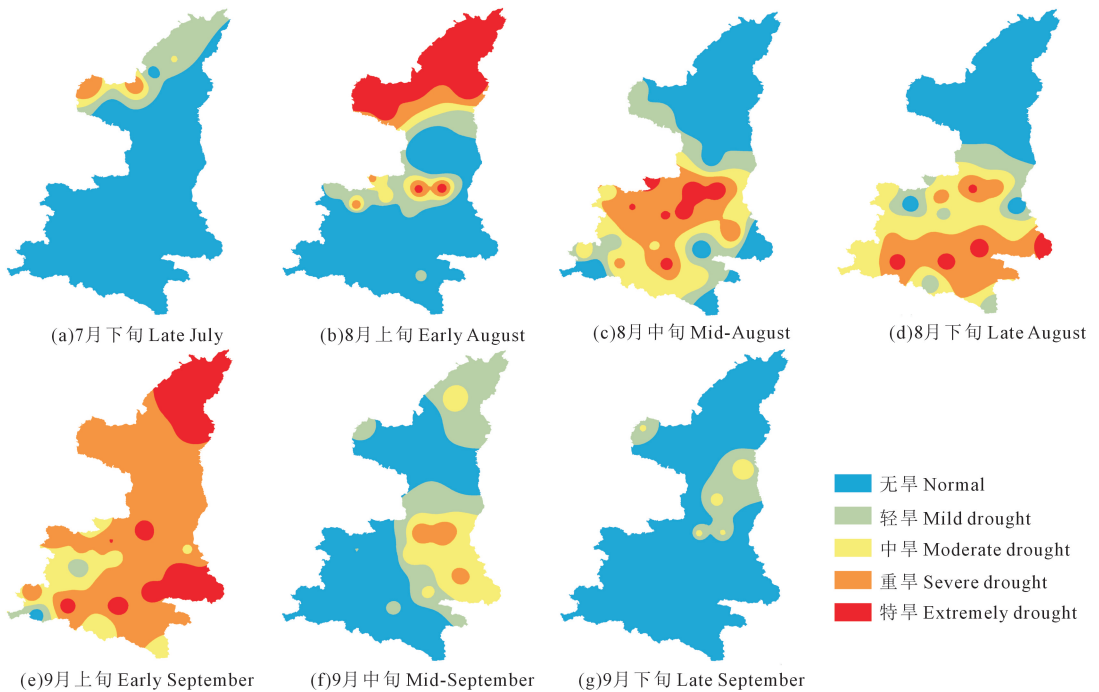 (a)7月下旬 Late July
(b)8月上旬 Early August
(c)8月中旬 Mid-August
(d)8月下旬 Late August
(e)9月上旬 Early September
(f)9月中旬 Mid-September
(g)9月下旬 Late September
无旱 Normal
轻旱 Mild drought
中旱 Moderate drought
重旱 Severe drought
特旱 Extremely drought